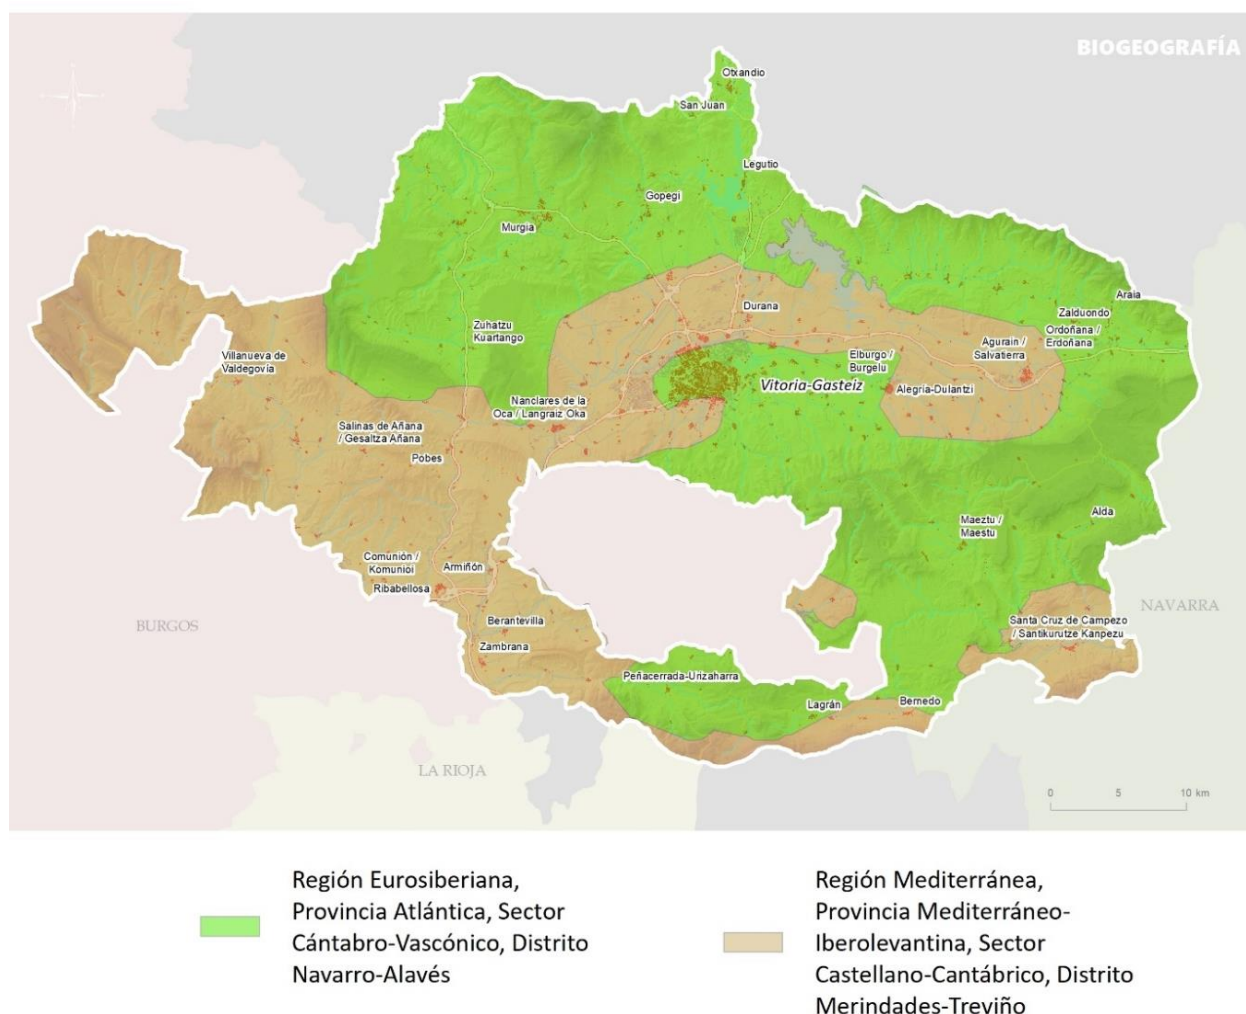 BIOGEOGRAFÍA
Otxandio
San Juan
Legutio
Gopegi
Murgia
Araia
Durana
Zalduondo
Zuhatzu
Kuartango
Ordoñana /
Erdoñana
Agurain /
Salvatierra
Villanueva de
Valdegovía
Elburgo /
Burgelu
Vitoria-Gasteiz
Alegría-Dulantzi
Nanclares de la
Oca / Langraiz Oka
Salinas de Añana
/ Gesaltza Añana
Pobes
Alda
Maeztu /
Maestu
Comunión /
Komunioi
Armiñón
Ribabellosa
NAVARRA
BURGOS
Berantevilla
Santa Cruz de Campezo
/ Santikurutze Kanpezu
Zambrana
Peñacerrada-Urizaharra
Lagrán
Bernedo
LA RIOJA
0 5 10 km
Región Eurosiberiana,
Provincia Atlántica, Sector
Cántabro-Vascónico, Distrito
Navarro-Alavés
Región Mediterránea,
Provincia Mediterráneo-
Iberolevantina, Sector
Castellano-Cantábrico, Distrito
Merindades-Treviño